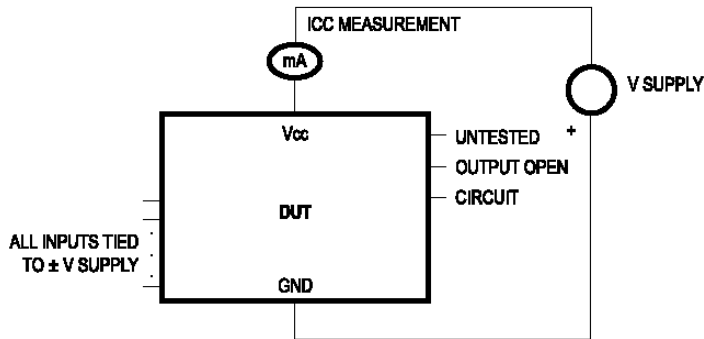 ICC MEASUREMENT
mA
V SUPPLY
+
Vcc
UNTESTED
OUTPUT OPEN
CIRCUIT
DUT
ALL INPUTS TIED
TO ± V SUPPLY
GND